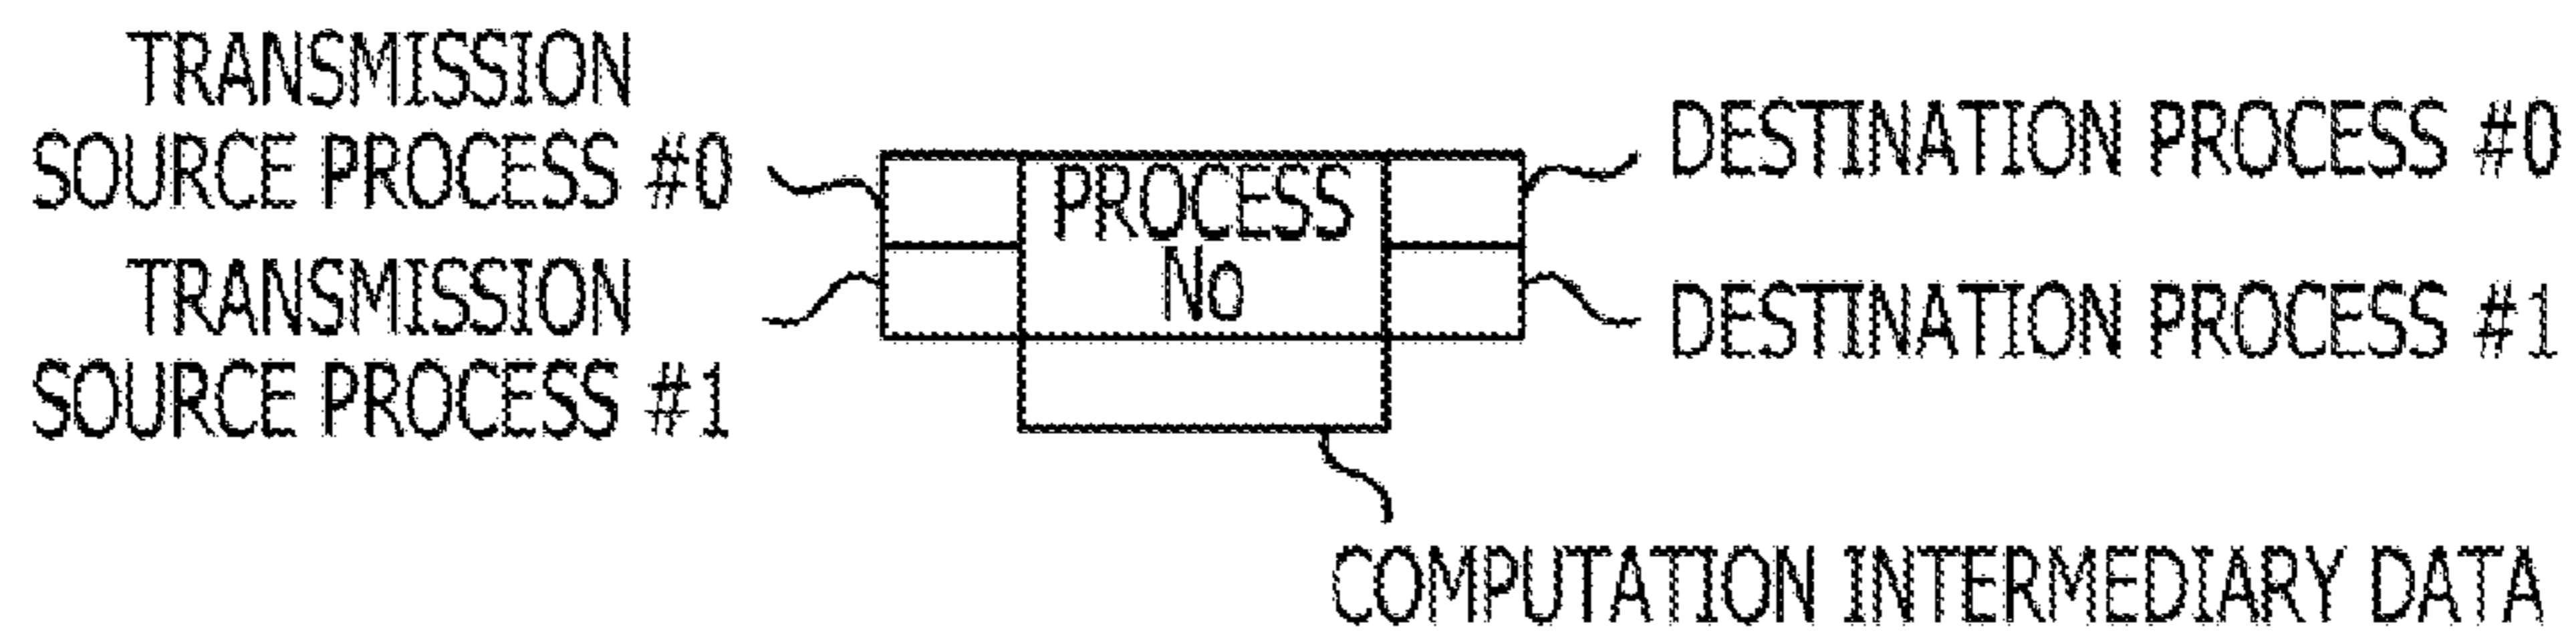 TRANSMISSION
SOURCE PROCESS #0
TRANSMISSION
SOURCE PROCESS #1
PROCESS
No
DESTINATION PROCESS #0
DESTINATION PROCESS #1
COMPUTATION INTERMEDIARY DATA